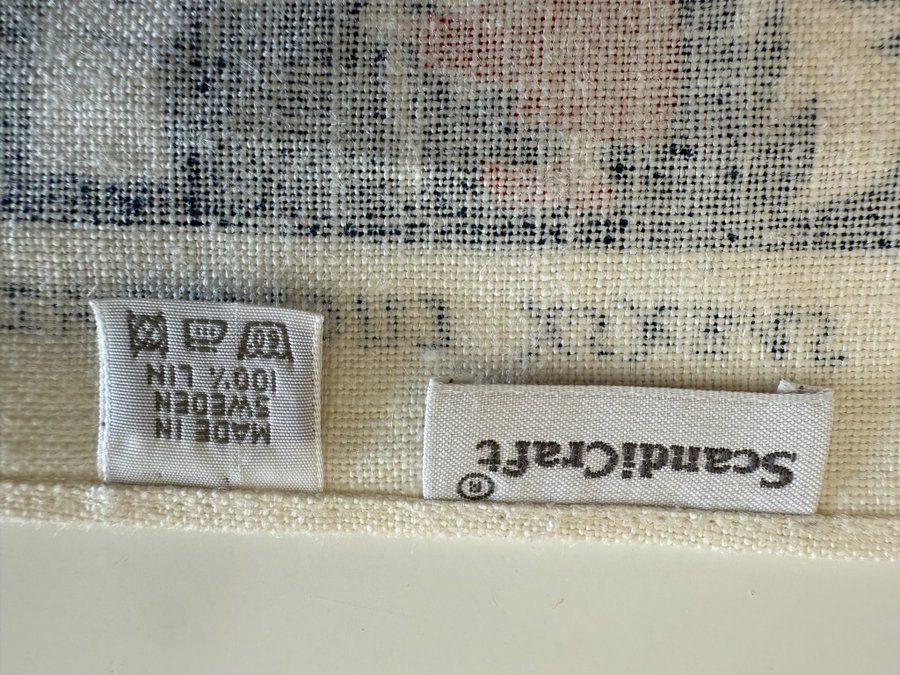 ScandiCraft®
MADE IN
SWEDEN
100% LIN